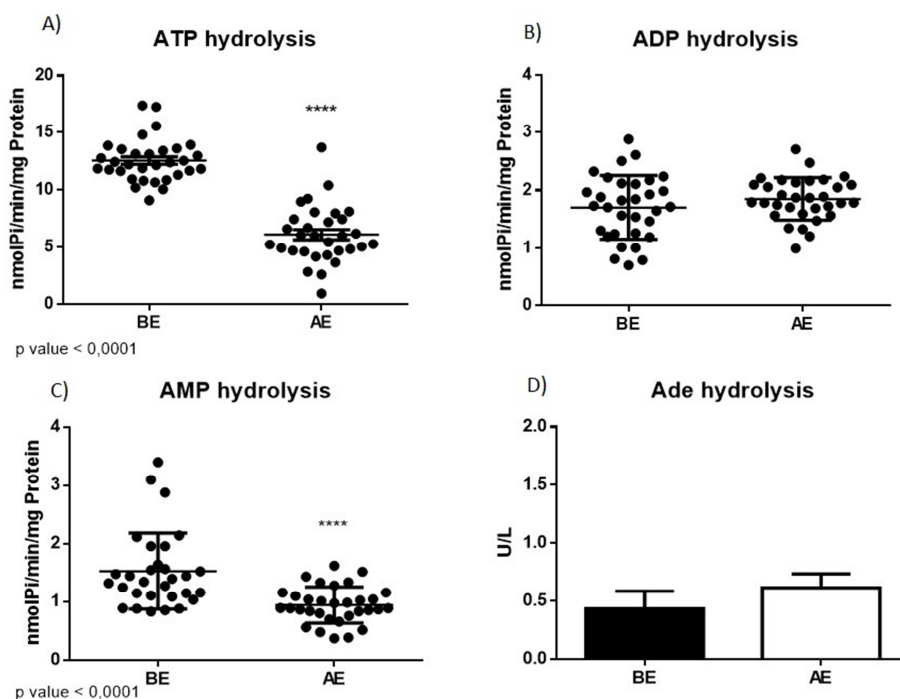 A)
ATP hydrolysis
nmolPi/min/mg Protein
20
15
10
5
0
****
BE
AE
p value < 0,0001
B)
ADP hydrolysis
nmolPi/min/mg Protein
4
3
2
1
0
BE
AE
C)
AMP hydrolysis
nmolPi/min/mg Protein
4
3
2
1
0
****
BE
AE
p value < 0,0001
D)
Ade hydrolysis
U/L
2.0
1.5
1.0
0.5
0.0
BE
AE